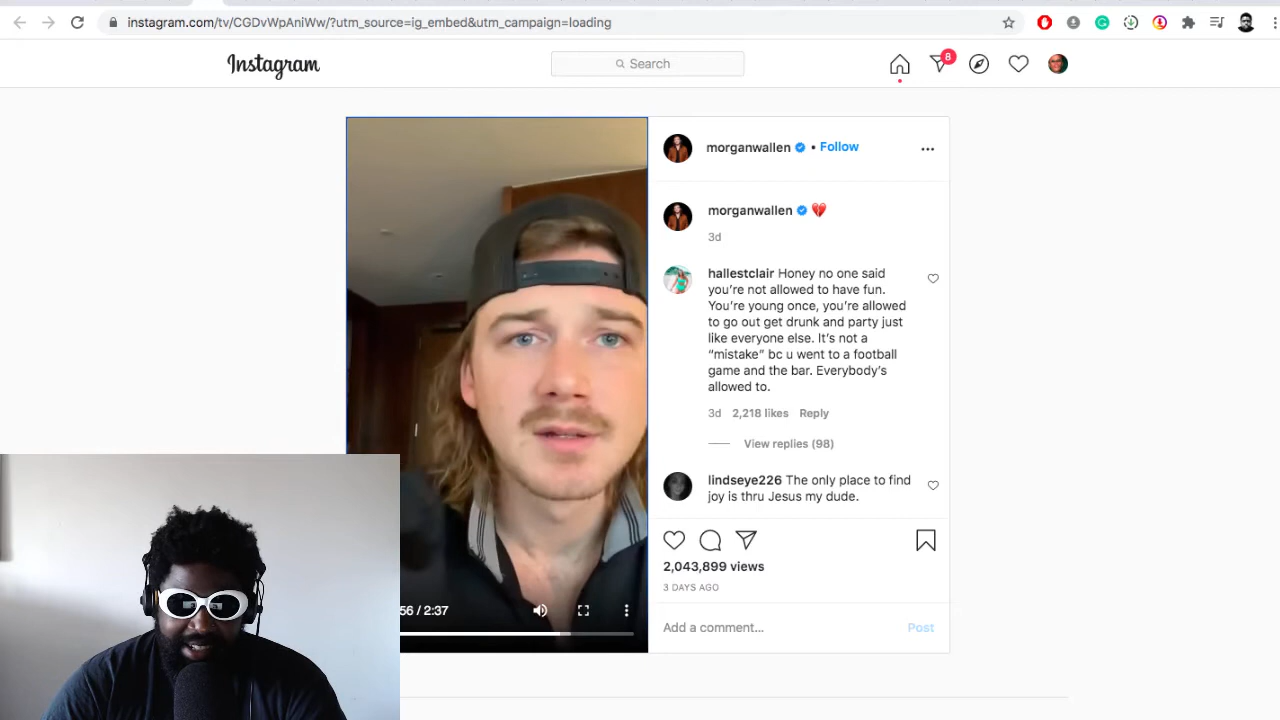 instagram.com/tv/CGDvWpAniWw/?utm_source=ig_embed&utm_campaign=loading
Instagram
Search
8
morganwallen • Follow
morganwallen 💔
3d
hallestclair Honey no one said
you’re not allowed to have fun.
You’re young once, you’re allowed
to go out get drunk and party just
like everyone else. It’s not a
“mistake” bc u went to a football
game and the bar. Everybody’s
allowed to.
3d 2,218 likes Reply
View replies (98)
lindseye226 The only place to find
joy is thru Jesus my dude.
2,043,899 views
3 DAYS AGO
Add a comment... Post
56 / 2:37